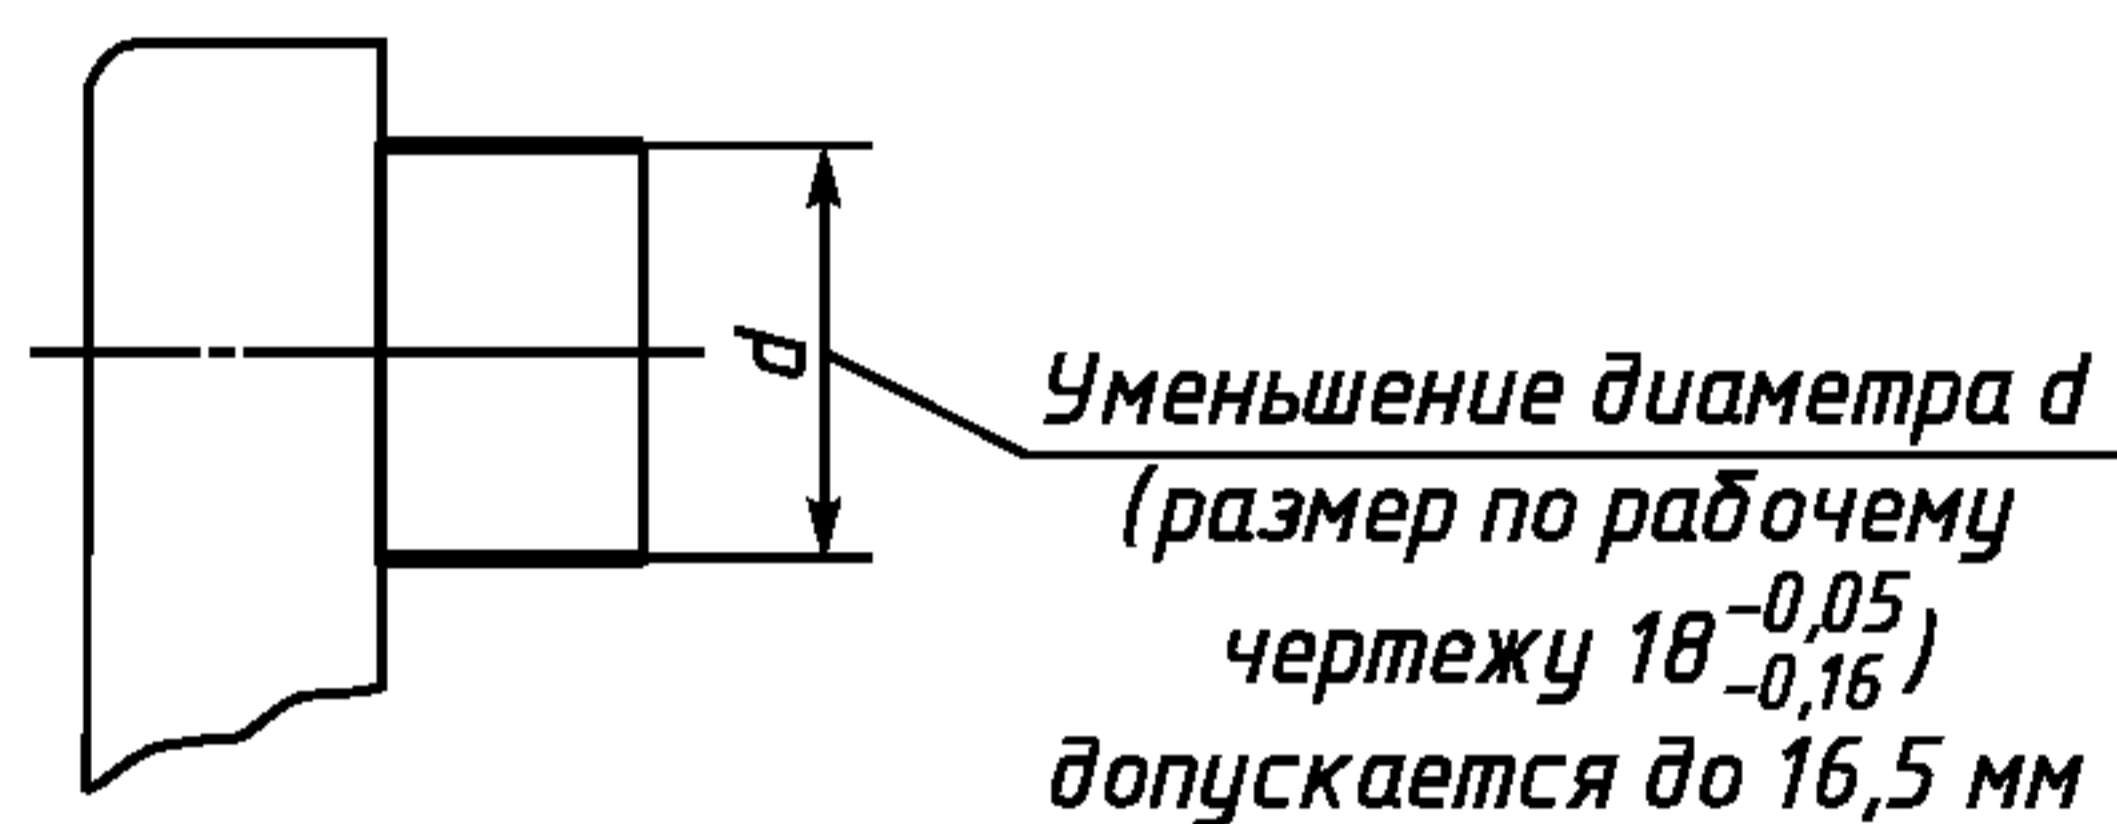 d
Уменьшение диаметра d
(размер по рабочему
чертежу 18 −0,05 −0,16)
допускается до 16,5 мм